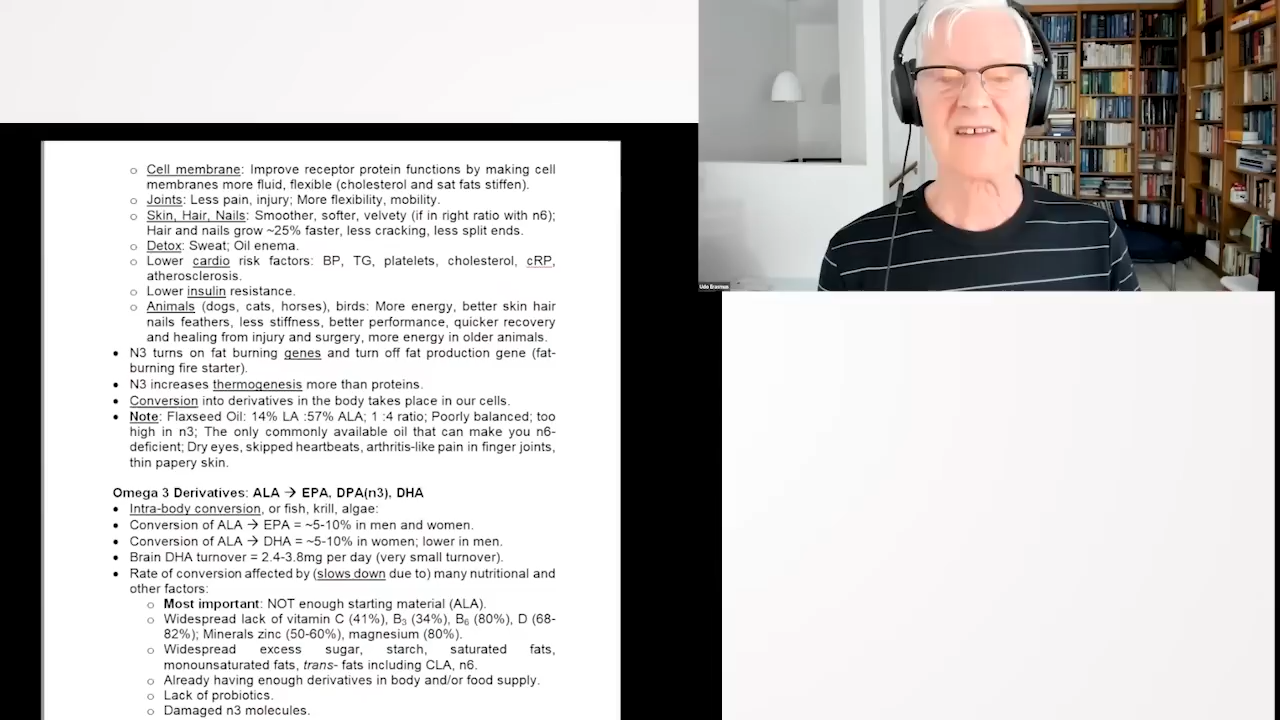 Cell membrane: Improve receptor protein functions by making cell
membranes more fluid, flexible (cholesterol and sat fats stiffen).
Joints: Less pain, injury; More flexibility, mobility.
Skin, Hair, Nails: Smoother, softer, velvety (if in right ratio with n6);
Hair and nails grow ~25% faster, less cracking, less split ends.
Detox: Sweat; Oil enema.
Lower cardio risk factors: BP, TG, platelets, cholesterol, cRP,
atherosclerosis.
Lower insulin resistance.
Animals (dogs, cats, horses), birds: More energy, better skin hair
nails feathers, less stiffness, better performance, quicker recovery
and healing from injury and surgery, more energy in older animals.
N3 turns on fat burning genes and turn off fat production gene (fat-
burning fire starter).
N3 increases thermogenesis more than proteins.
Conversion into derivatives in the body takes place in our cells.
Note: Flaxseed Oil: 14% LA :57% ALA; 1 :4 ratio; Poorly balanced; too
high in n3; The only commonly available oil that can make you n6-
deficient; Dry eyes, skipped heartbeats, arthritis-like pain in finger joints,
thin papery skin.
Omega 3 Derivatives: ALA → EPA, DPA(n3), DHA
Intra-body conversion, or fish, krill, algae:
Conversion of ALA → EPA = ~5-10% in men and women.
Conversion of ALA → DHA = ~5-10% in women; lower in men.
Brain DHA turnover = 2.4-3.8mg per day (very small turnover).
Rate of conversion affected by (slows down due to) many nutritional and
other factors:
Most important: NOT enough starting material (ALA).
Widespread lack of vitamin C (41%), B3 (34%), B6 (80%), D (68-
82%); Minerals zinc (50-60%), magnesium (80%).
Widespread excess sugar, starch, saturated fats,
monounsaturated fats, trans- fats including CLA, n6.
Already having enough derivatives in body and/or food supply.
Lack of probiotics.
Damaged n3 molecules.
Udo Erasmus